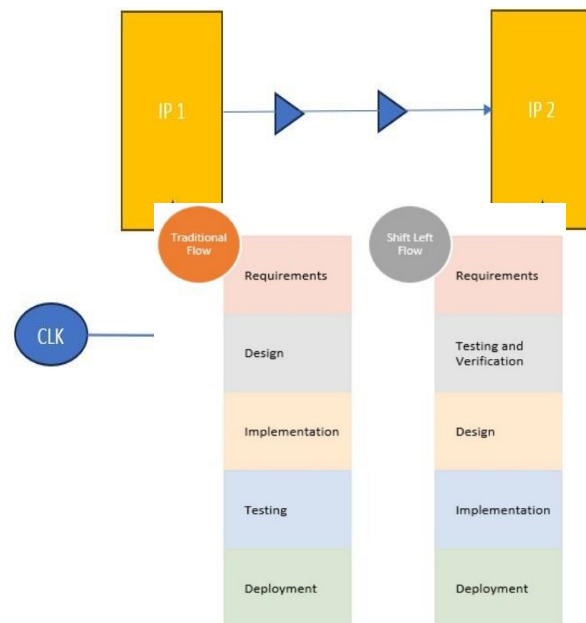 IP 1
IP 2
Traditional
Flow
Shift Left
Flow
Requirements
Requirements
CLK
Design
Testing and
Verification
Implementation
Design
Testing
Implementation
Deployment
Deployment